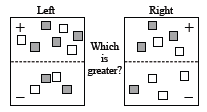 Left
Right
+
+
Which
is
greater?
−
−